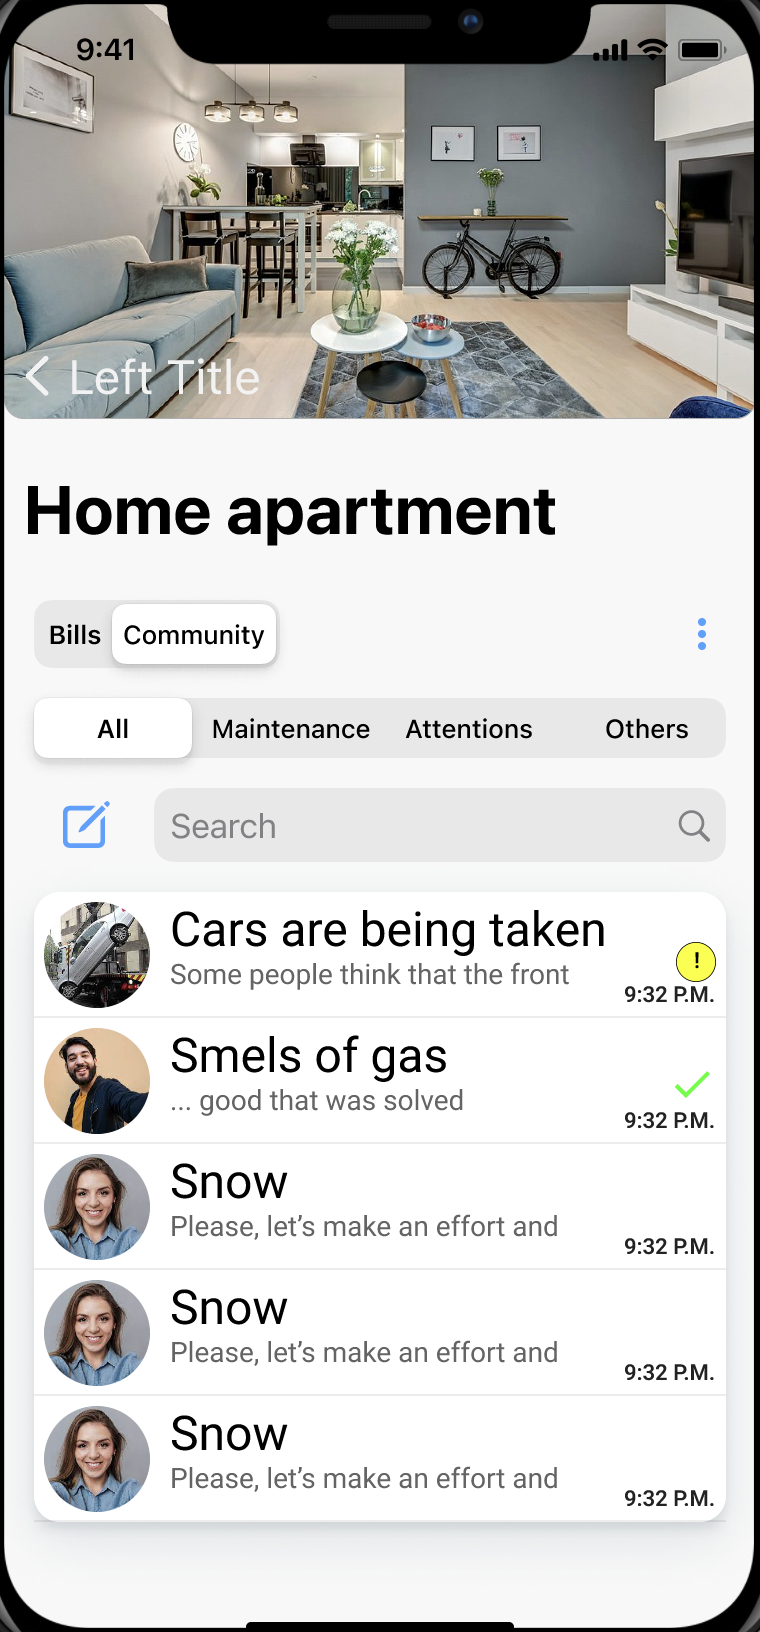 9:41
Left Title
Home apartment
Bills Community
All Maintenance Attentions Others
Search
Cars are being taken
Some people think that the front
!
9:32 P.M.
Smels of gas
... good that was solved
9:32 P.M.
Snow
Please, let’s make an effort and
9:32 P.M.
Snow
Please, let’s make an effort and
9:32 P.M.
Snow
Please, let’s make an effort and
9:32 P.M.